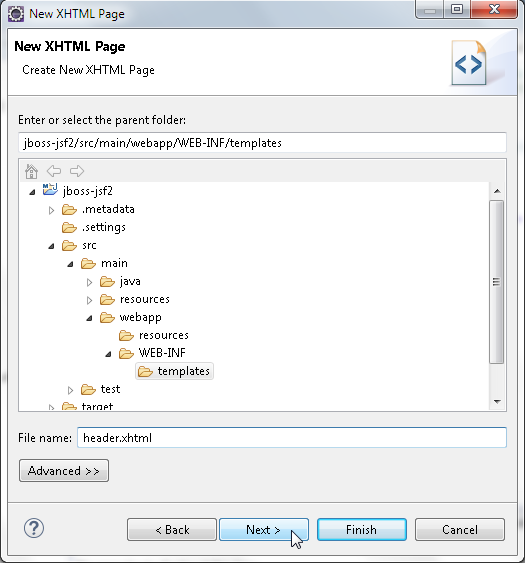 New XHTML Page
New XHTML Page
Create New XHTML Page
Enter or select the parent folder:
jboss-jsf2/src/main/webapp/WEB-INF/templates
jboss-jsf2
.metadata
.settings
src
main
java
resources
webapp
resources
WEB-INF
templates
test
target
File name: header.xhtml
Advanced >>
< Back Next > Finish Cancel